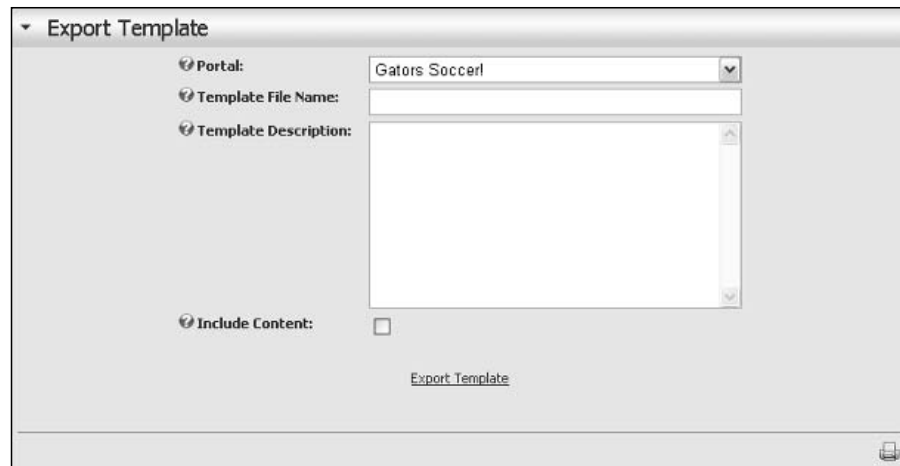 Export Template
Portal:
Gators Soccer!
Template File Name:
Template Description:
Include Content:
Export Template